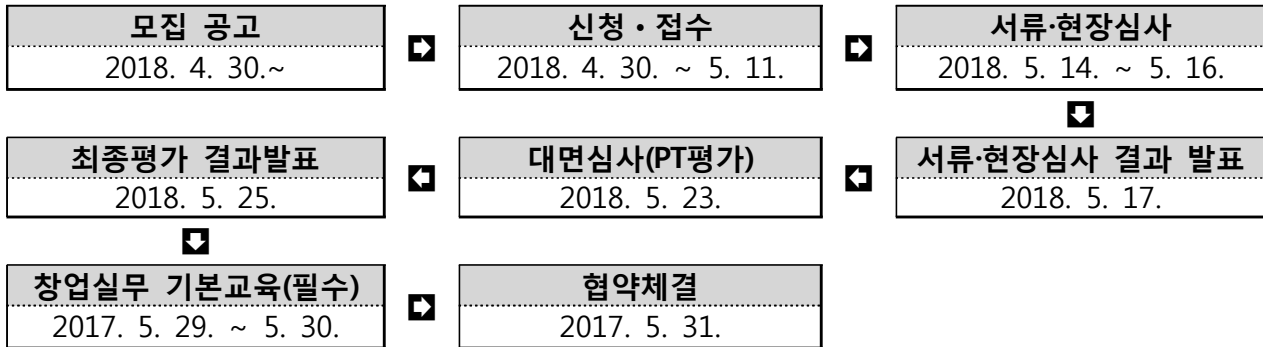 모집 공고
2018. 4. 30.~
신청・접수
2018. 4. 30. ~ 5. 11.
서류·현장심사
2018. 5. 14. ~ 5. 16.
서류·현장심사 결과 발표
2018. 5. 17.
대면심사(PT평가)
2018. 5. 23.
최종평가 결과발표
2018. 5. 25.
창업실무 기본교육(필수)
2017. 5. 29. ~ 5. 30.
협약체결
2017. 5. 31.